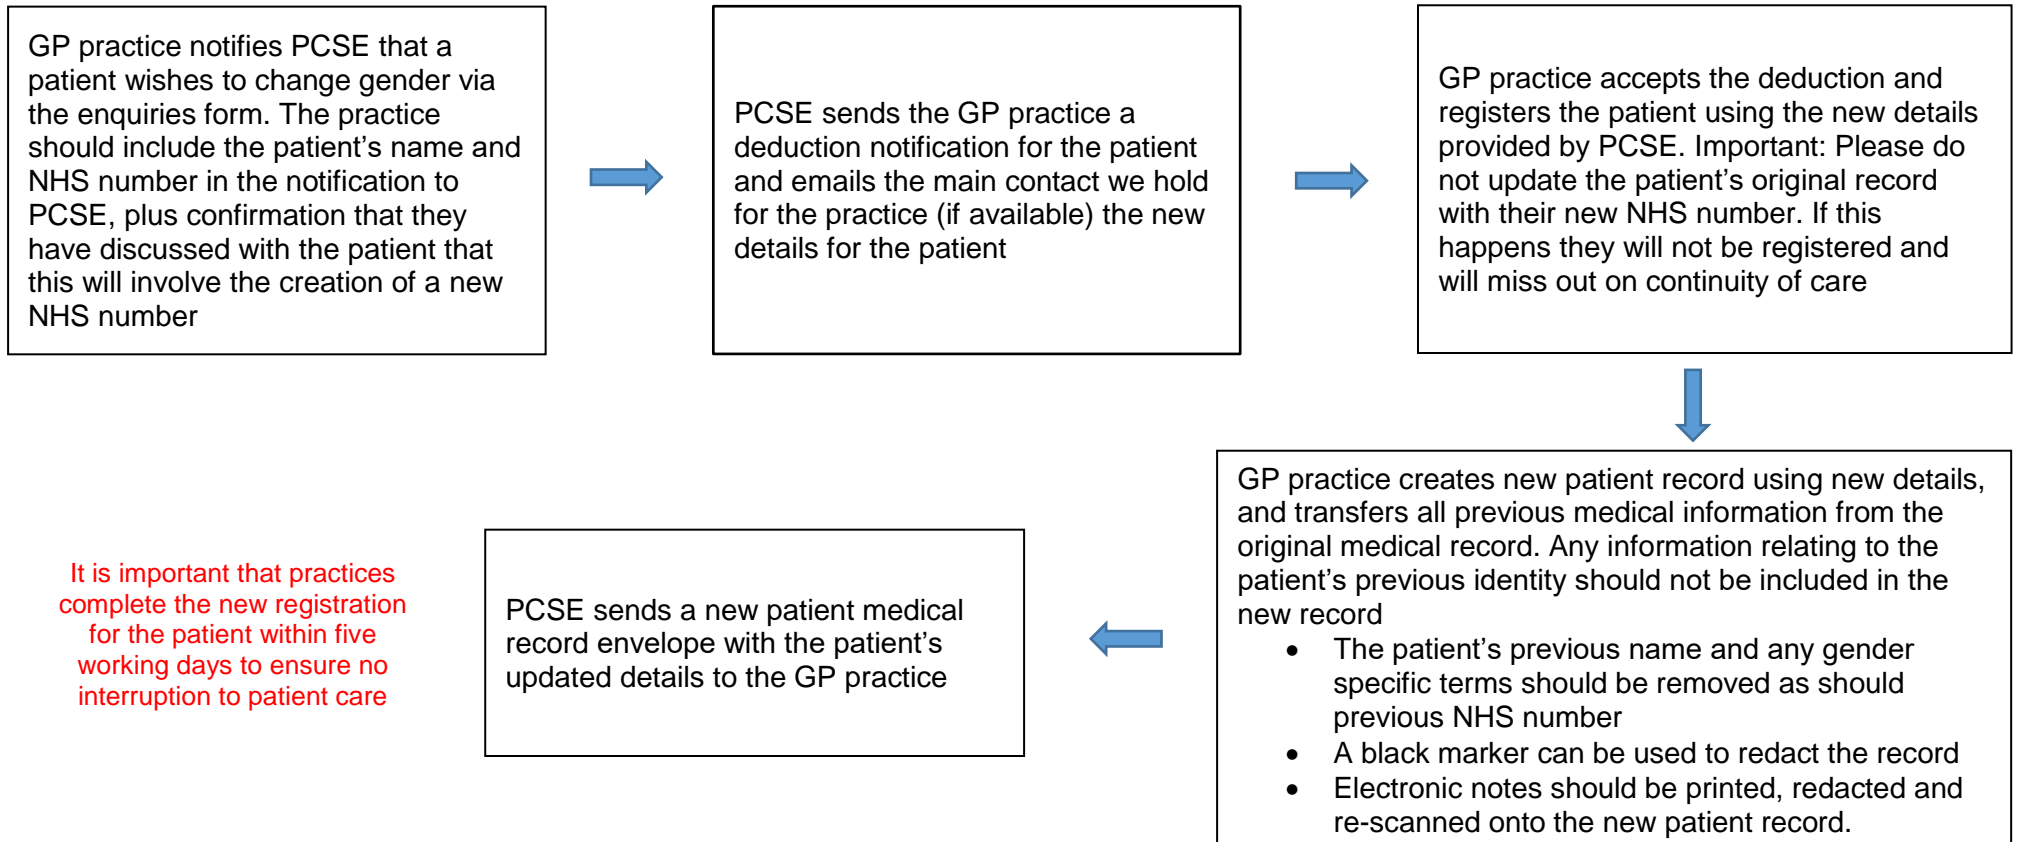 GP practice notifies PCSE that a
patient wishes to change gender via
the enquiries form. The practice
should include the patient’s name and
NHS number in the notification to
PCSE, plus confirmation that they
have discussed with the patient that
this will involve the creation of a new
NHS number
PCSE sends the GP practice a
deduction notification for the patient
and emails the main contact we hold
for the practice (if available) the new
details for the patient
GP practice accepts the deduction and
registers the patient using the new details
provided by PCSE. Important: Please do
not update the patient’s original record
with their new NHS number. If this
happens they will not be registered and
will miss out on continuity of care
GP practice creates new patient record using new details,
and transfers all previous medical information from the
original medical record. Any information relating to the
patient’s previous identity should not be included in the
new record
• The patient’s previous name and any gender
specific terms should be removed as should
previous NHS number
• A black marker can be used to redact the record
• Electronic notes should be printed, redacted and
re-scanned onto the new patient record.
PCSE sends a new patient medical
record envelope with the patient’s
updated details to the GP practice
It is important that practices
complete the new registration
for the patient within five
working days to ensure no
interruption to patient care